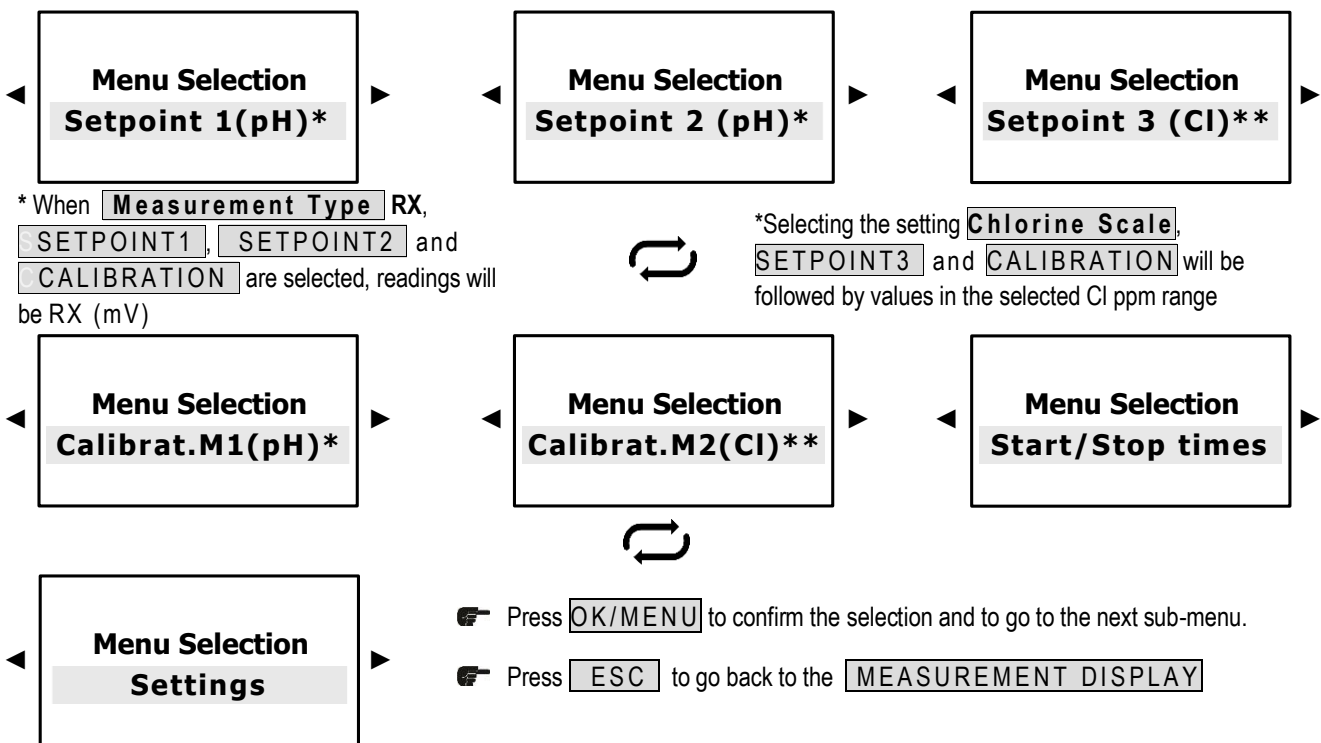 Menu Selection
Setpoint 1(pH)*
Menu Selection
Setpoint 2 (pH)*
Menu Selection
Setpoint 3 (Cl)**
* When Measurement Type RX,
SSETPOINT1, SETPOINT2 and
CCALIBRATION are selected, readings will
be RX (mV)
*Selecting the setting Chlorine Scale,
SETPOINT3 and CALIBRATION will be
followed by values in the selected Cl ppm range
Menu Selection
Calibrat.M1(pH)*
Menu Selection
Calibrat.M2(Cl)**
Menu Selection
Start/Stop times
Menu Selection
Settings
Press OK/MENU to confirm the selection and to go to the next sub-menu.
Press ESC to go back to the MEASUREMENT DISPLAY